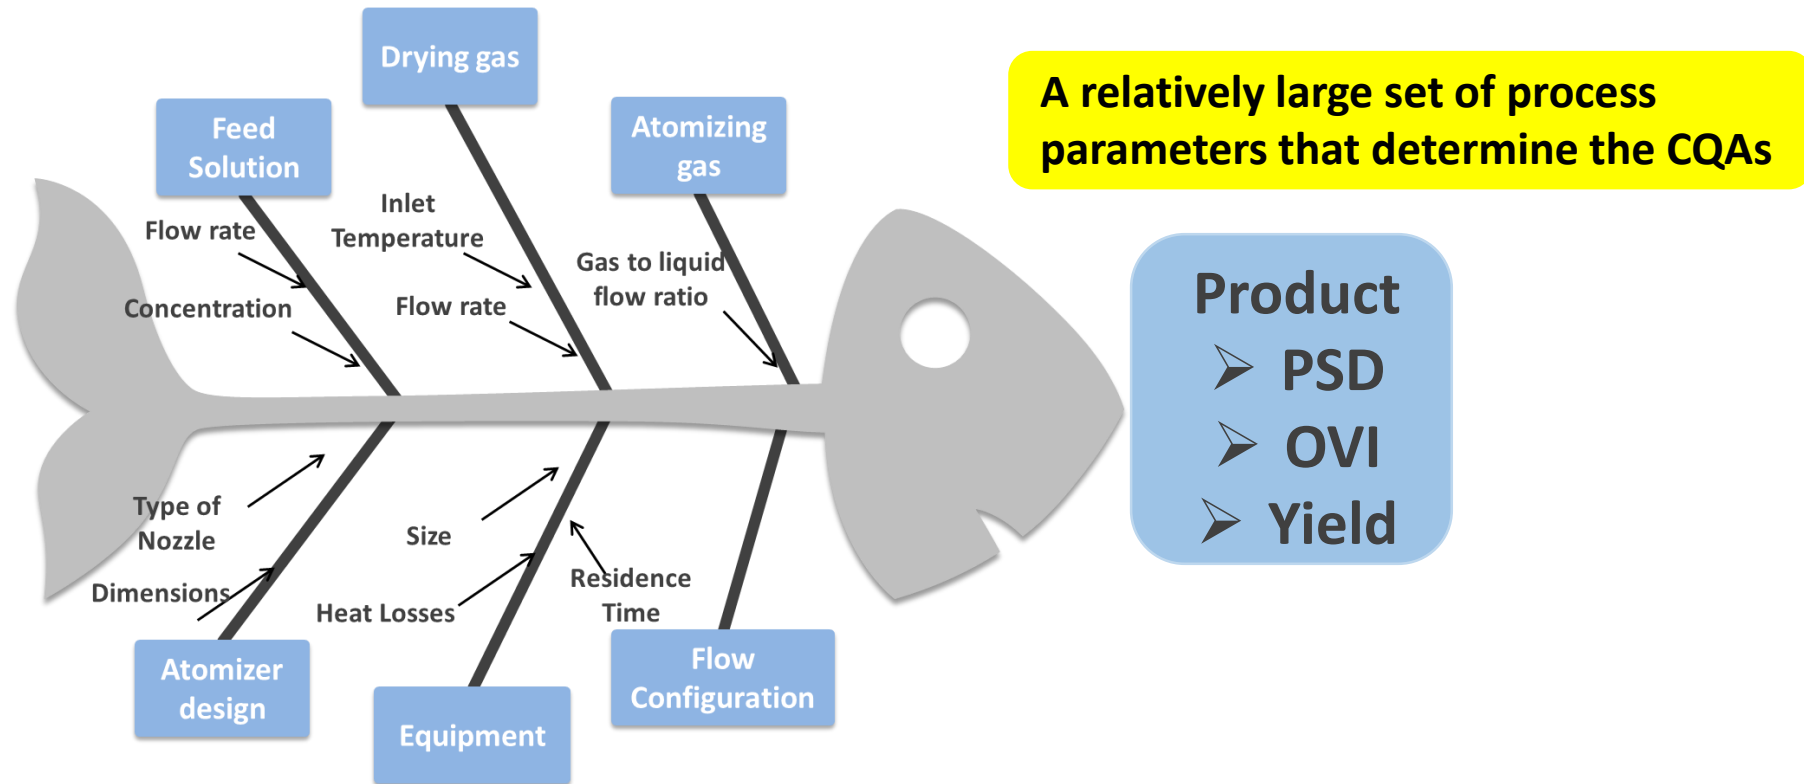 Drying gas
Feed
Solution
Atomizing
gas
A relatively large set of process
parameters that determine the CQAs
Flow rate
Concentration
Inlet
Temperature
Flow rate
Gas to liquid
flow ratio
Product
➢ PSD
➢ OVI
➢ Yield
Type of
Nozzle
Dimensions
Size
Heat Losses
Residence
Time
Atomizer
design
Equipment
Flow
Configuration